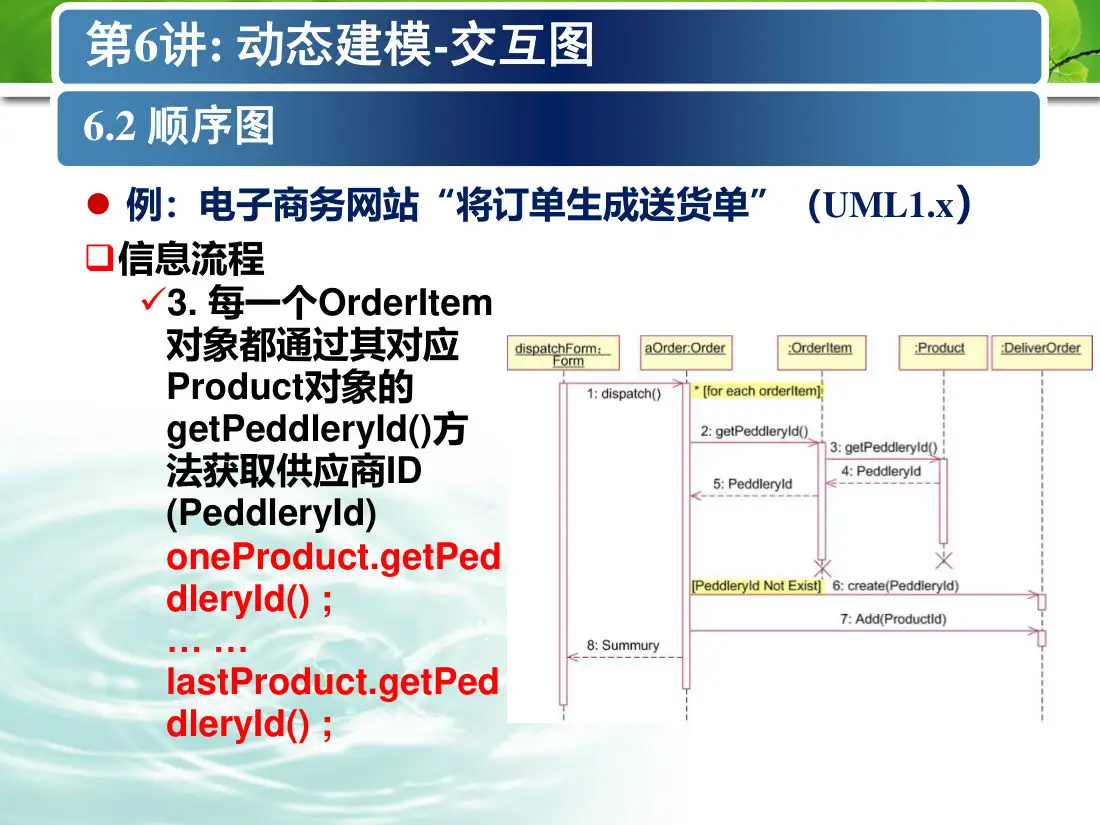 第6讲: 动态建模-交互图
6.2 顺序图
例：电子商务网站“将订单生成送货单”（UML1.x）
信息流程
3. 每一个OrderItem
对象都通过其对应
Product对象的
getPeddleryId()方
法获取供应商ID
(PeddleryId)
oneProduct.getPed
dleryId() ;
… …
lastProduct.getPed
dleryId() ;
dispatchForm：
Form
aOrder:Order
:OrderItem
:Product
:DeliverOrder
1: dispatch()
* [for each orderItem]
2: getPeddleryId()
3: getPeddleryId()
4: PeddleryId
5: PeddleryId
[PeddleryId Not Exist]
6: create(PeddleryId)
7: Add(ProductId)
8: Summury